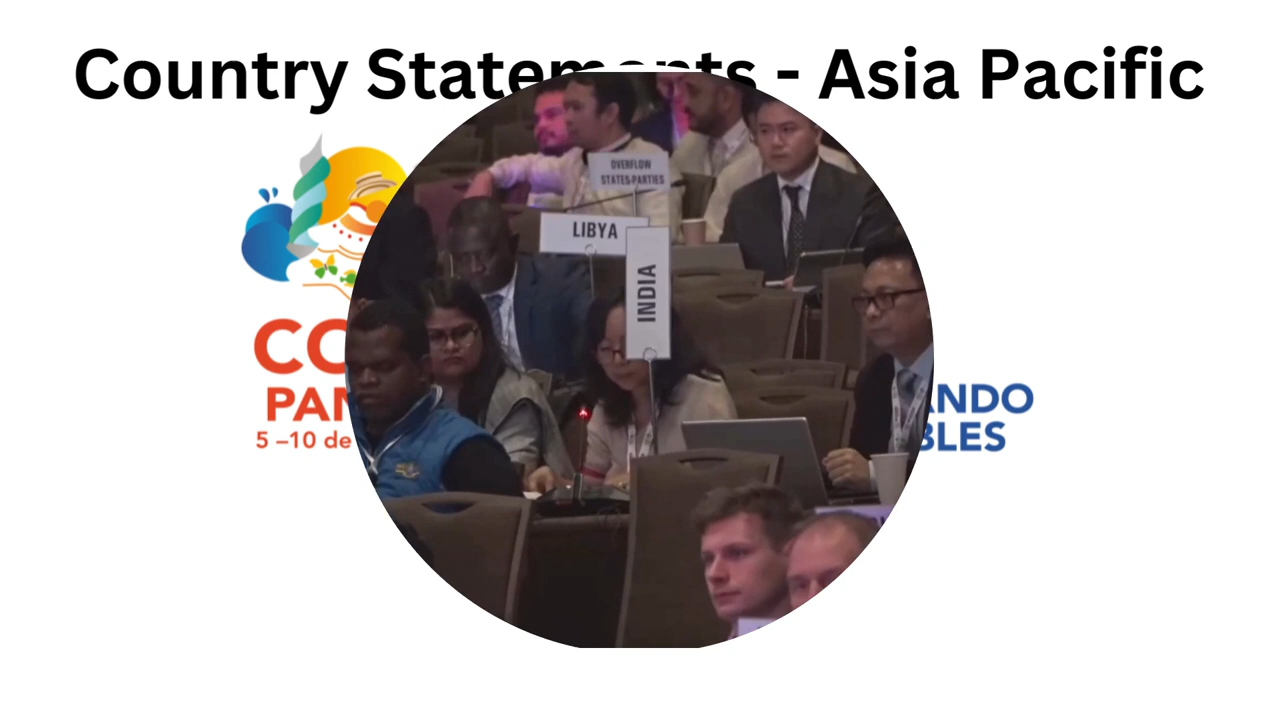 Country Statements - Asia Pacific
OVERFLOW
STATES-PARTIES
LIBYA
INDIA
CO
PAN
5 –10 de
ANDO
BLES